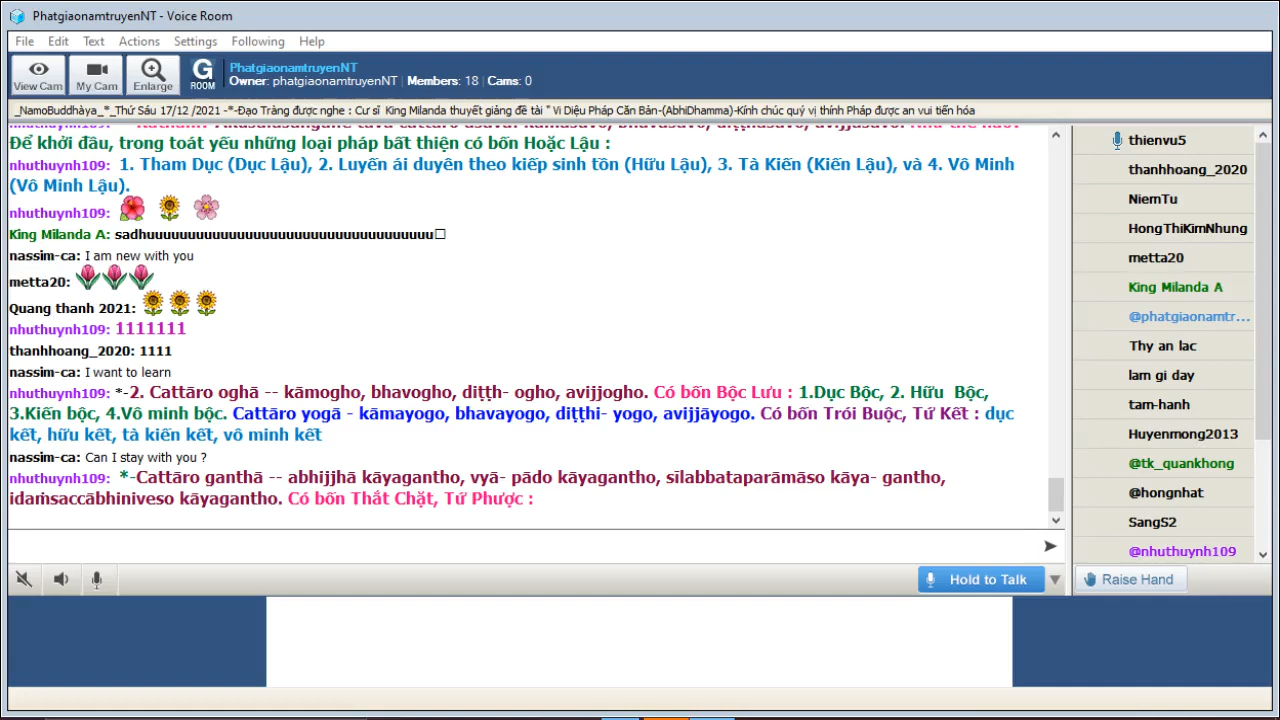 PhatgiaonamtruyenNT - Voice Room
File Edit Text Actions Settings Following Help
View Cam My Cam Enlarge G ROOM
PhatgiaonamtruyenNT
Owner: phatgiaonamtruyenNT | Members: 18 | Cams: 0
_NamoBuddhàya_*_Thứ Sáu 17/12 /2021 -*-Đạo Tràng được nghe : Cư sĩ King Milanda thuyết giảng đề tài " Vi Diệu Pháp Căn Bản-(AbhiDhamma)-Kính chúc quý vị thính Pháp được an vui tiến hóa
Để khởi đầu, trong toát yếu những loại pháp bất thiện có bốn Hoặc Lậu :
nhuthuynh109: 1. Tham Dục (Dục Lậu), 2. Luyến ái duyên theo kiếp sinh tồn (Hữu Lậu), 3. Tà Kiến (Kiến Lậu), và 4. Vô Minh
(Vô Minh Lậu).
nhuthuynh109:
King Milanda A: sadhuuuuuuuuuuuuuuuuuuuuuuuuuuuuuuuuuuu□
nassim-ca: I am new with you
metta20:
Quang thanh 2021:
nhuthuynh109: 1111111
thanhhoang_2020: 1111
nassim-ca: I want to learn
nhuthuynh109: *-2. Cattāro oghā -- kāmogho, bhavogho, diṭṭh- ogho, avijjogho. Có bốn Bộc Lưu : 1.Dục Bộc, 2. Hữu Bộc,
3.Kiến bộc, 4.Vô minh bộc. Cattāro yogā - kāmayogo, bhavayogo, diṭṭhi- yogo, avijjāyogo. Có bốn Trói Buộc, Tứ Kết : dục
kết, hữu kết, tà kiến kết, vô minh kết
nassim-ca: Can I stay with you ?
nhuthuynh109: *-Cattāro ganthā -- abhijjhā kāyagantho, vyā- pādo kāyagantho, sīlabbataparāmāso kāya- gantho,
idaṁsaccābhiniveso kāyagantho. Có bốn Thắt Chặt, Tứ Phược :
Hold to Talk
thienvu5
thanhhoang_2020
NiemTu
HongThiKimNhung
metta20
King Milanda A
@phatgiaonamtr...
Thy an lac
lam gi day
tam-hanh
Huyenmong2013
@tk_quankhong
@hongnhat
SangS2
@nhuthuynh109
Raise Hand